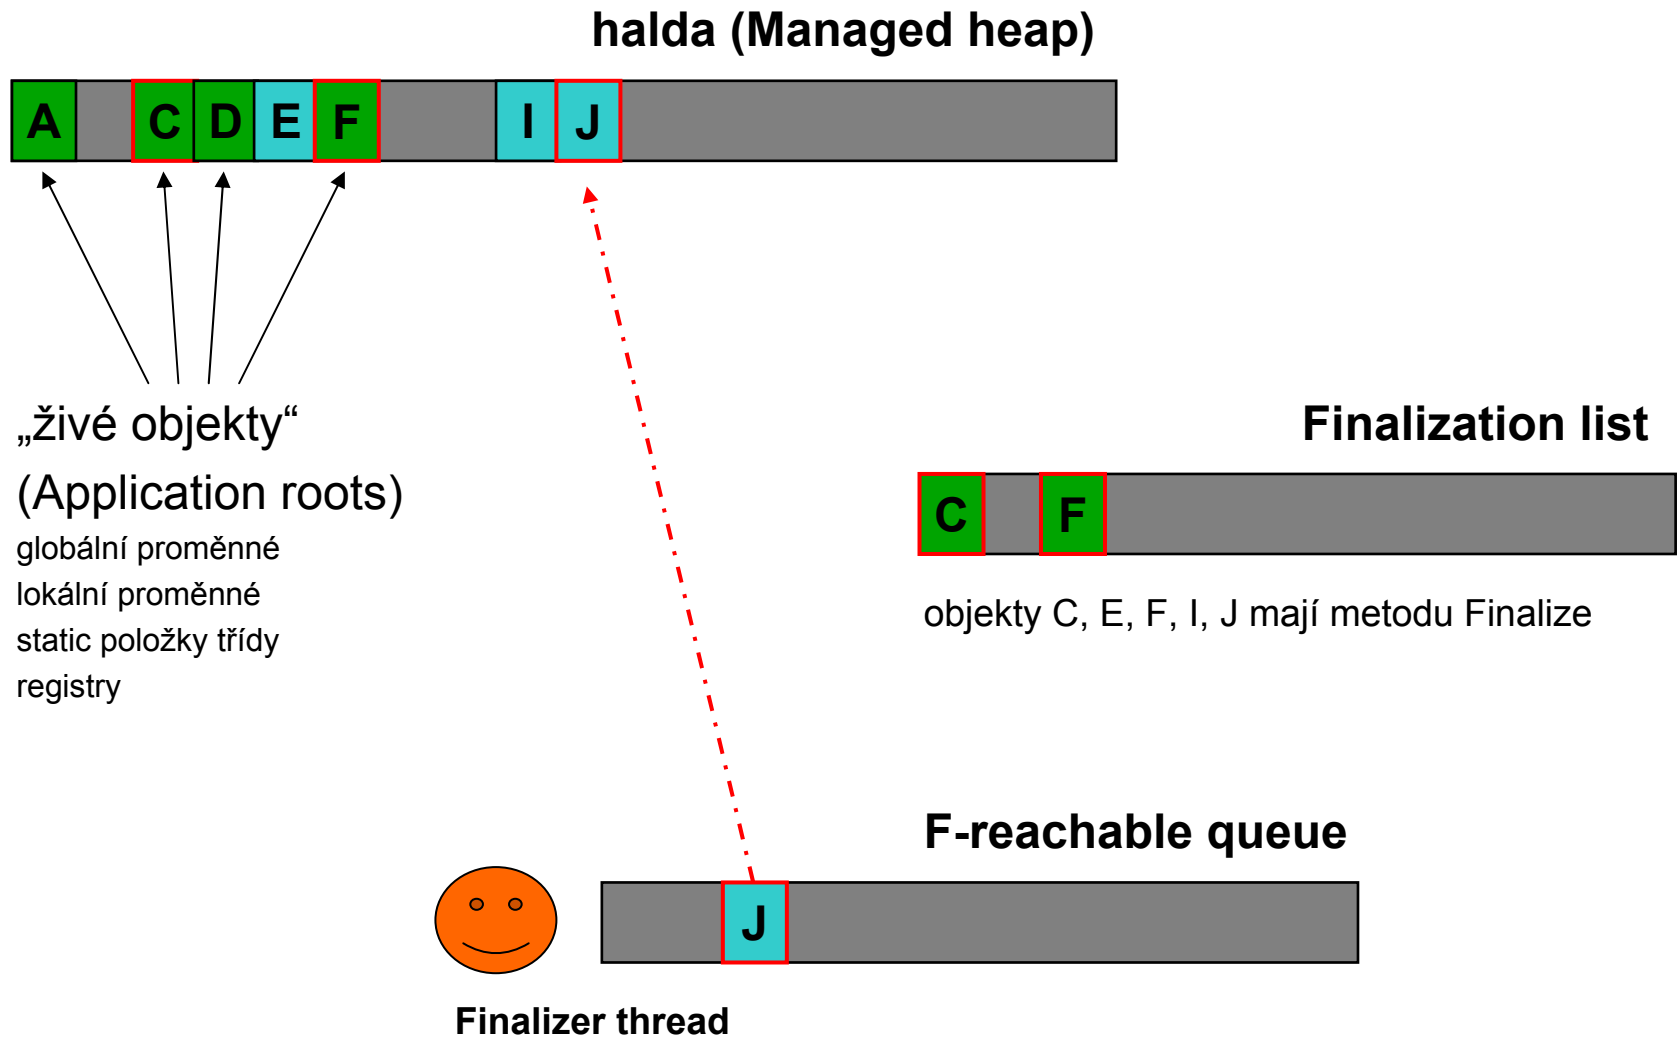 halda (Managed heap)
A C D E F I J
„živé objekty“
(Application roots)
globální proměnné
lokální proměnné
static položky třídy
registry
Finalization list
C F
objekty C, E, F, I, J mají metodu Finalize
F-reachable queue
J
Finalizer thread